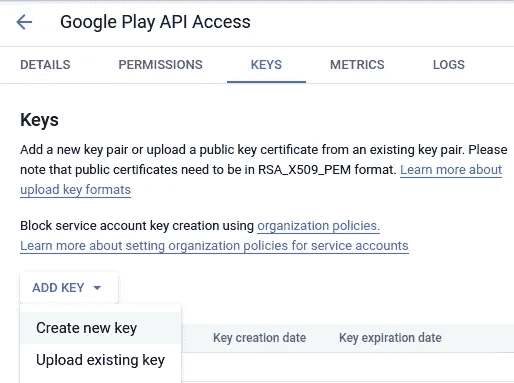 Google Play API Access
DETAILS PERMISSIONS KEYS METRICS LOGS
Keys
Add a new key pair or upload a public key certificate from an existing key pair. Please
note that public certificates need to be in RSA_X509_PEM format. Learn more about
upload key formats
Block service account key creation using organization policies.
Learn more about setting organization policies for service accounts
ADD KEY
Create new key
Key creation date Key expiration date
Upload existing key